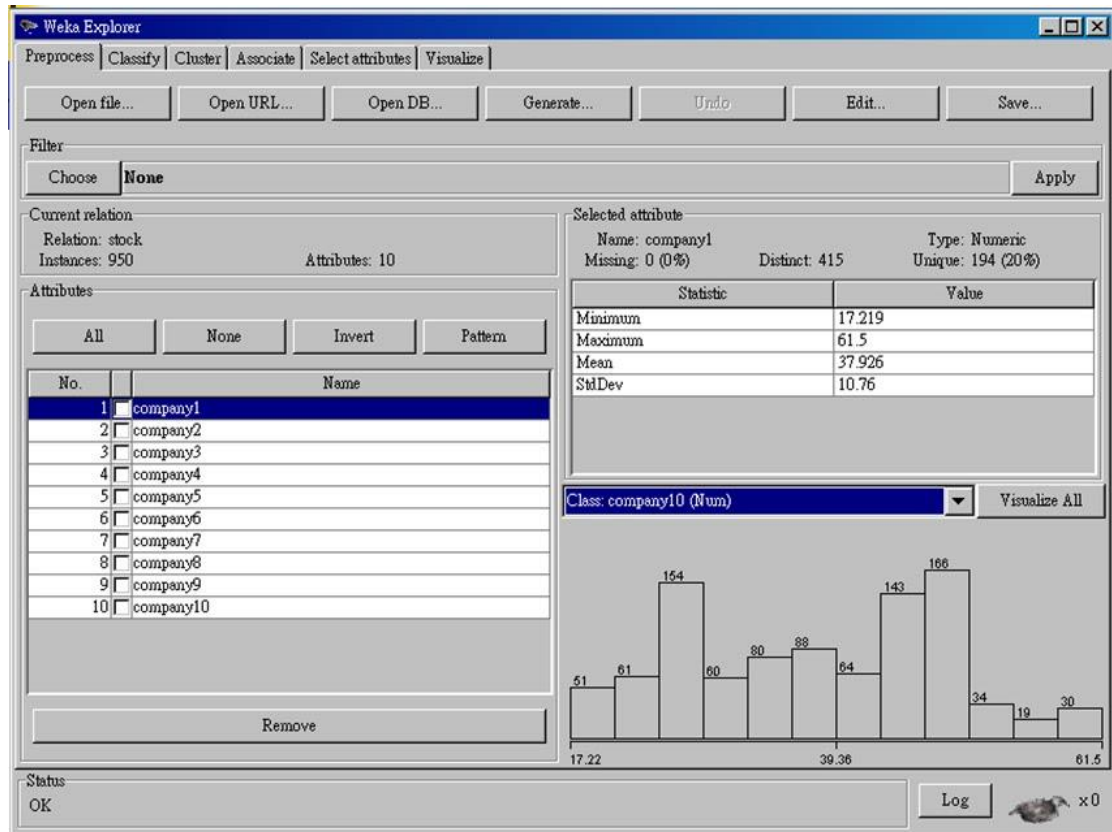 Weka Explorer
Preprocess Classify Cluster Associate Select attributes Visualize
Open file... Open URL... Open DB... Generate... Undo Edit... Save...
Filter
Choose None Apply
Current relation
Relation: stock
Instances: 950 Attributes: 10
Attributes
All None Invert Pattern
No. Name
1 company1
2 company2
3 company3
4 company4
5 company5
6 company6
7 company7
8 company8
9 company9
10 company10
Remove
Selected attribute
Name: company1 Type: Numeric
Missing: 0 (0%) Distinct: 415 Unique: 194 (20%)
Statistic Value
Minimum 17.219
Maximum 61.5
Mean 37.926
StdDev 10.76
Class: company10 (Num) Visualize All
51 61 154 60 80 88 64 143 166 34 19 30
17.22 39.36 61.5
Status
OK Log x0